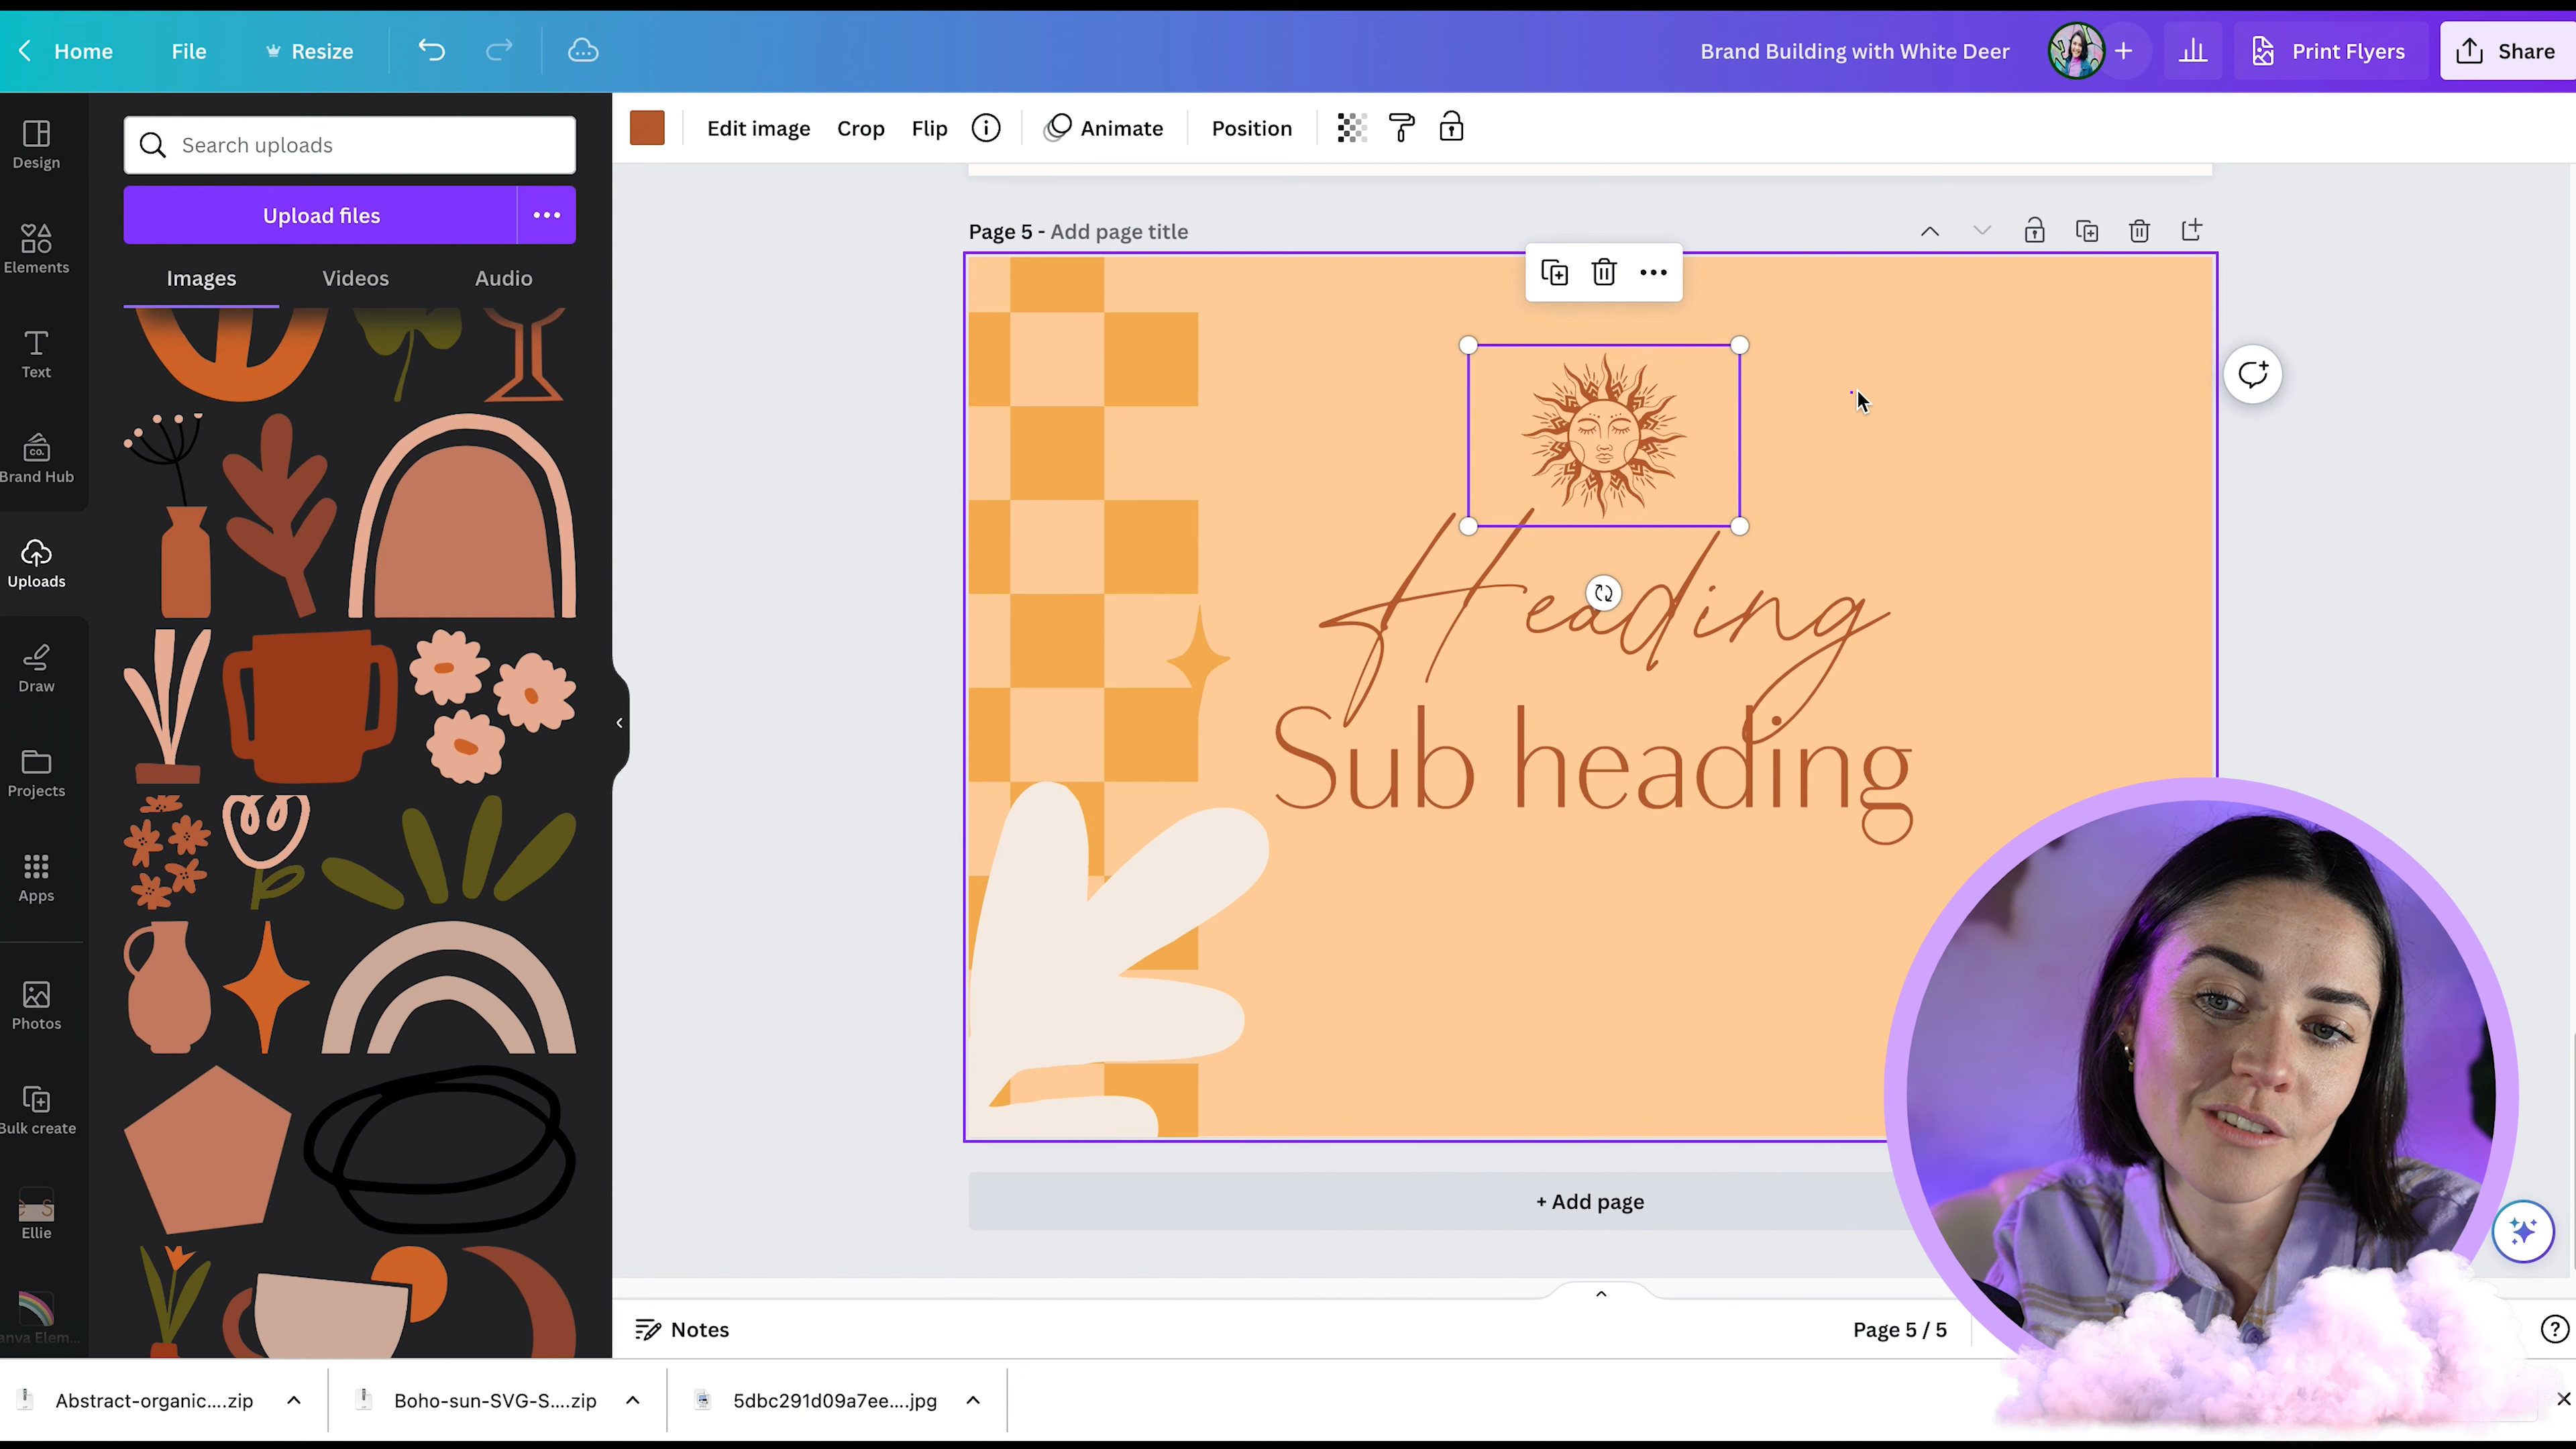 Home File Resize Brand Building with White Deer Print Flyers Share
Design
Elements
Text
Brand Hub
CO.
Uploads
Draw
Projects
Apps
Photos
Bulk create
Ellie
anva Elem...
Search uploads
Upload files
Images Videos Audio
Edit image Crop Flip Animate Position
Page 5 - Add page title
Heading
Sub heading
+ Add page
Notes Page 5 / 5
Abstract-organic....zip Boho-sun-SVG-S....zip 5dbc291d09a7ee....jpg